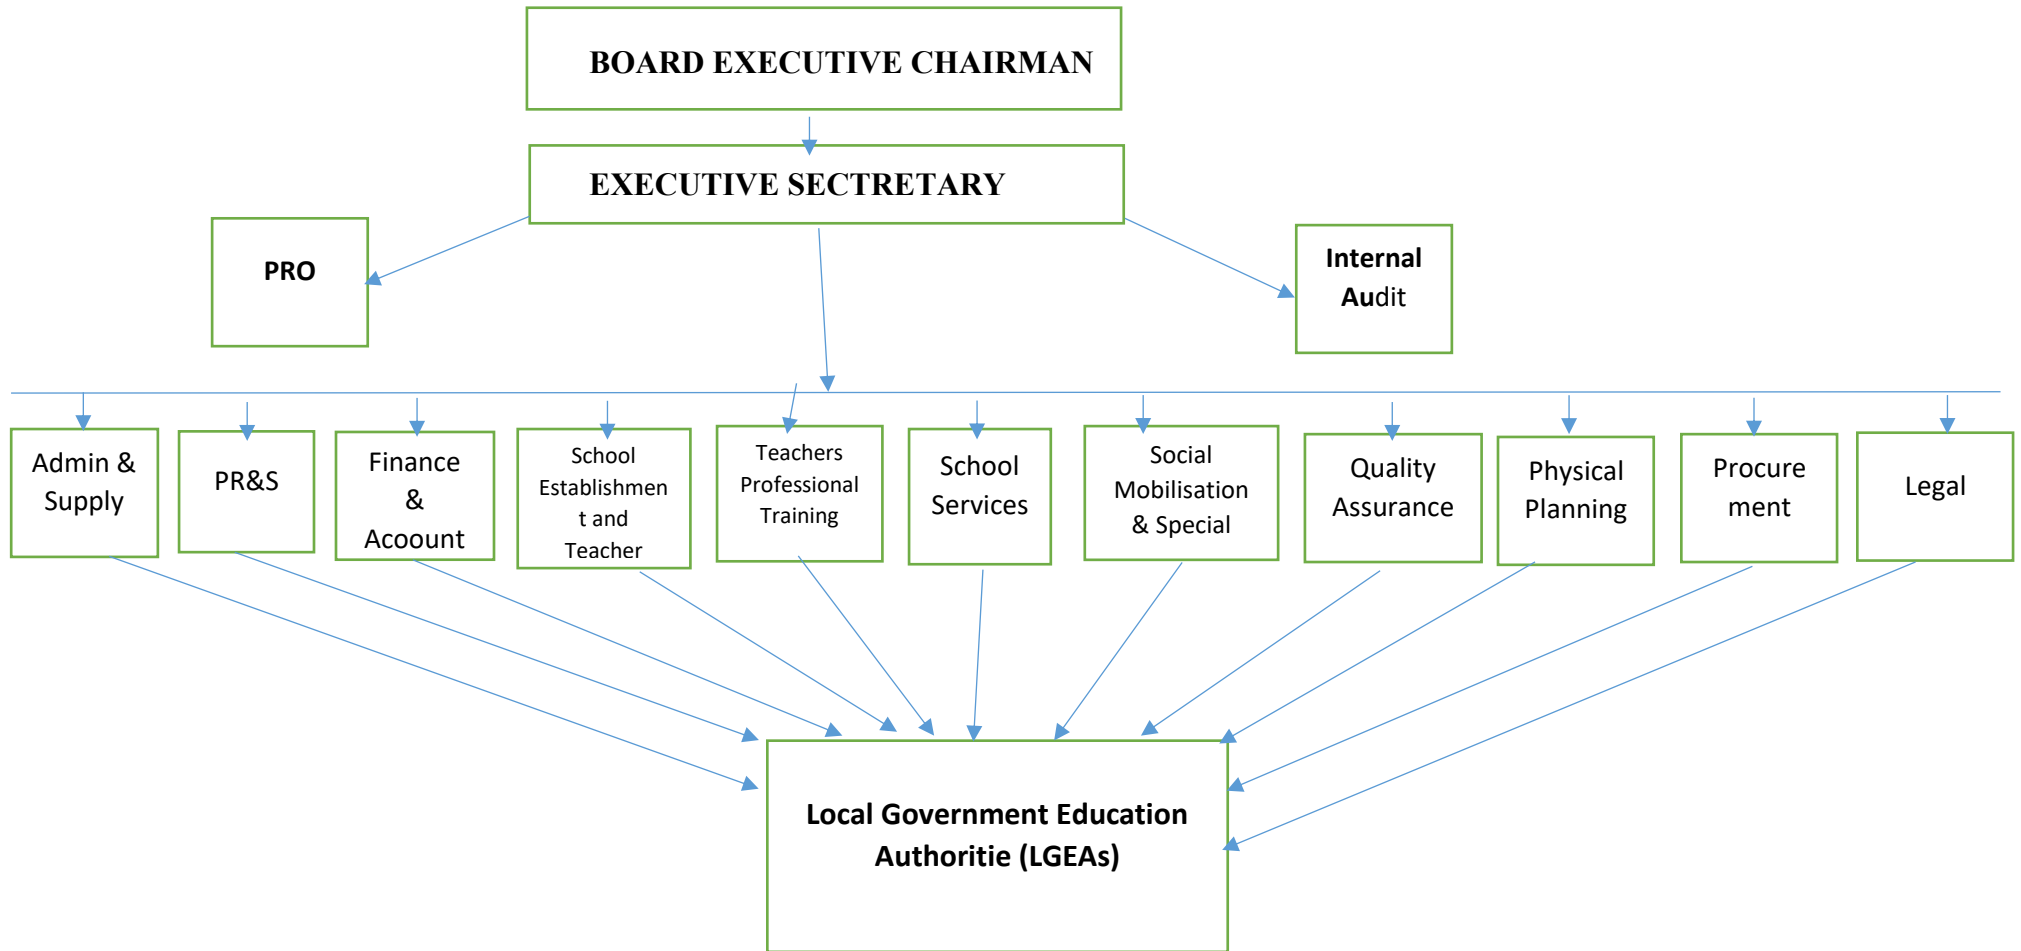 BOARD EXECUTIVE CHAIRMAN
EXECUTIVE SECTRETARY
PRO
Internal
Audit
Admin &
Supply
PR&S
Finance
&
Acoount
School
Establishmen
t and
Teacher
Teachers
Professional
Training
School
Services
Social
Mobilisation
& Special
Quality
Assurance
Physical
Planning
Procure
ment
Legal
Local Government Education
Authoritie (LGEAs)